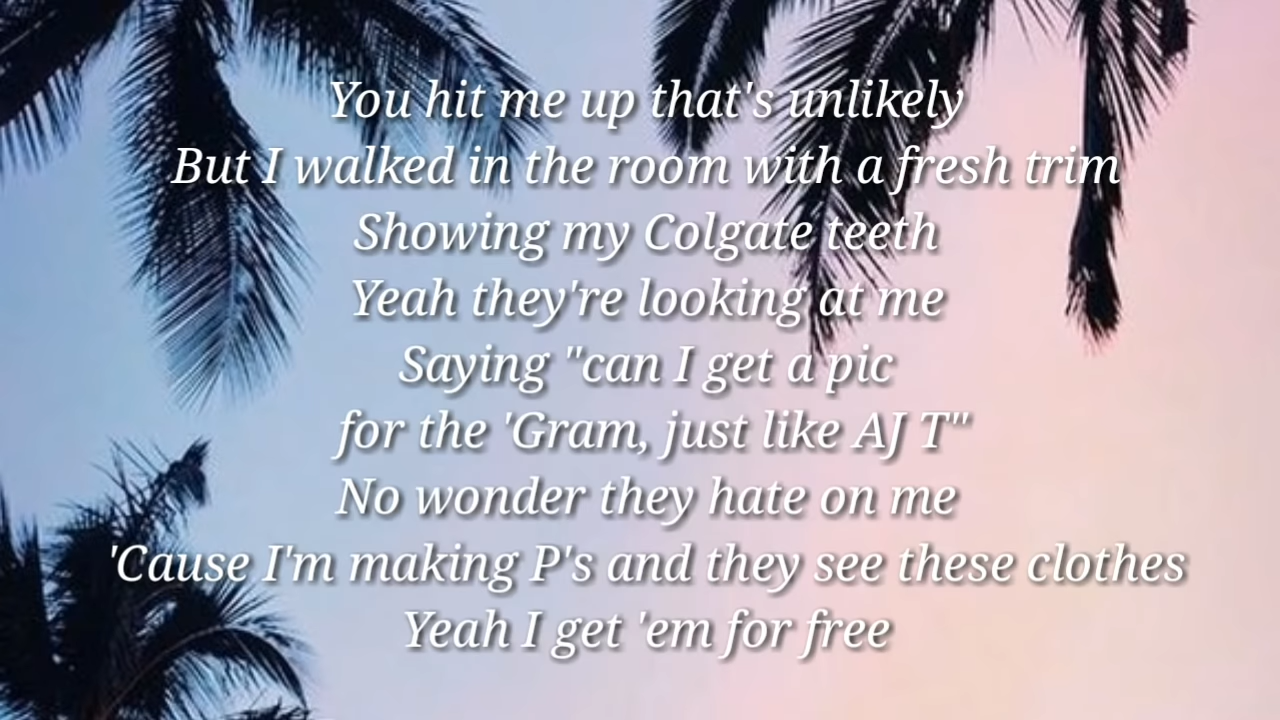 You hit me up that's unlikely
But I walked in the room with a fresh trim
Showing my Colgate teeth
Yeah they're looking at me
Saying "can I get a pic
for the 'Gram, just like AJ T"
No wonder they hate on me
'Cause I'm making P's and they see these clothes
Yeah I get 'em for free